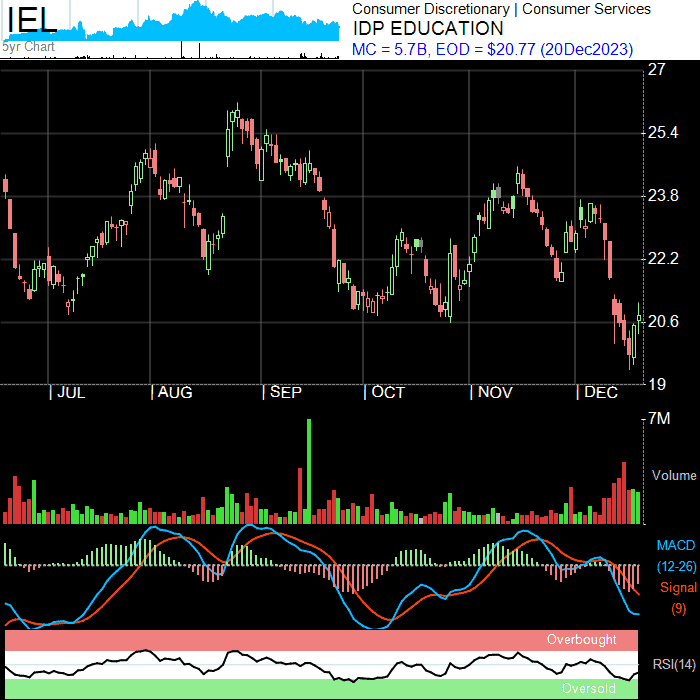 IEL
5yr Chart
Consumer Discretionary | Consumer Services
IDP EDUCATION
MC = 5.7B, EOD = $20.77 (20Dec2023)
27
25.4
23.8
22.2
20.6
19
| JUL | AUG | SEP | OCT | NOV | DEC
7M
Volume
MACD
(12-26)
Signal
(9)
Overbought
RSI(14)
Oversold